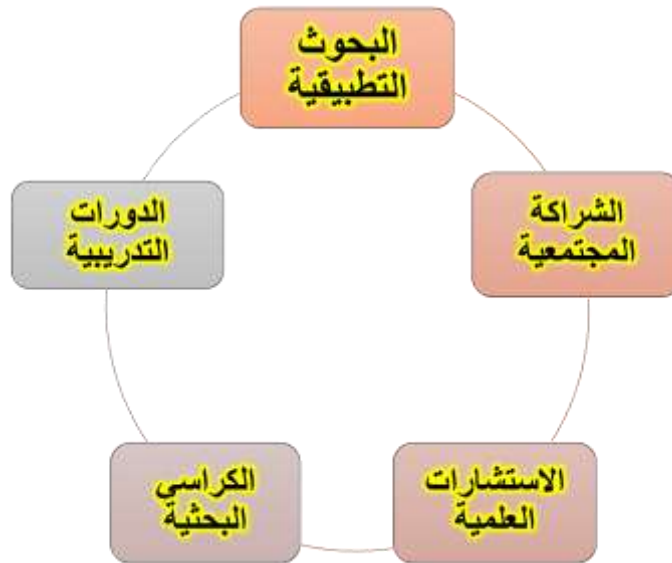 البحوث
التطبيقية
الشراكة
المجتمعية
الاستشارات
العلمية
الكراسي
البحثية
الدورات
التدريبية